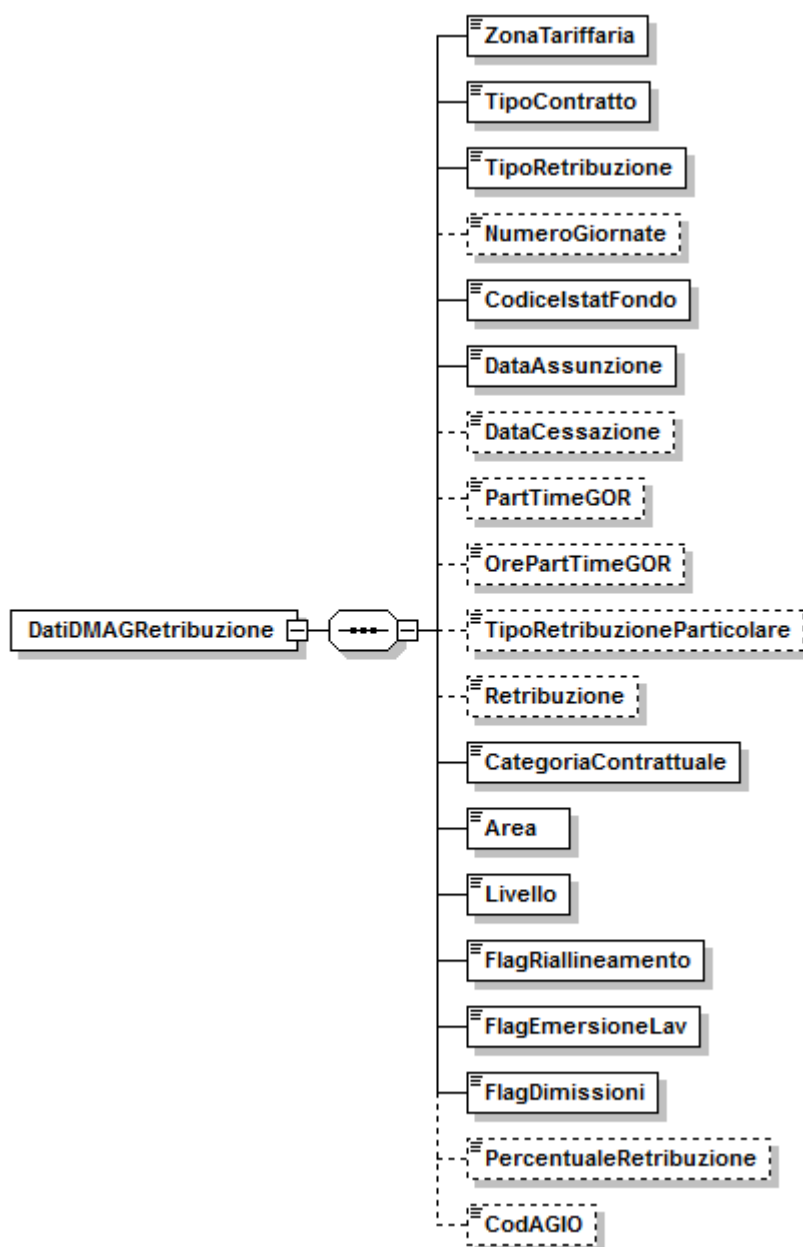 ZonaTariffaria
TipoContratto
TipoRetribuzione
NumeroGiornate
CodiceIstatFondo
DataAssunzione
DataCessazione
PartTimeGOR
OrePartTimeGOR
DatiDMAGRetribuzione
TipoRetribuzioneParticolare
Retribuzione
CategoriaContrattuale
Area
Livello
FlagRiallineamento
FlagEmersioneLav
FlagDimissioni
PercentualeRetribuzione
CodAGIO